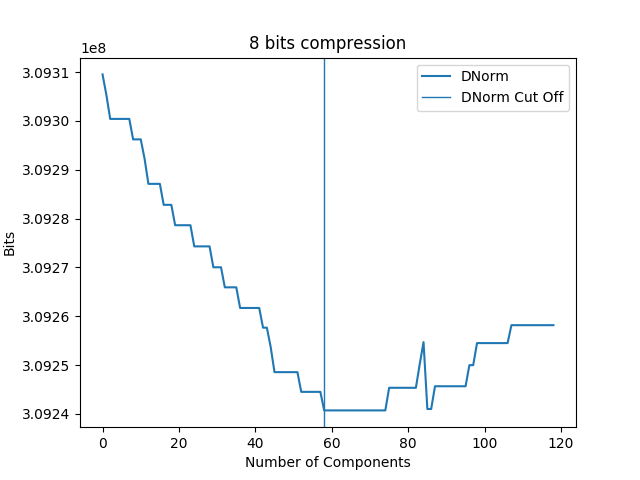 8 bits compression
1e8
3.0931
3.0930
3.0929
3.0928
3.0927
3.0926
3.0925
3.0924
Bits
0 20 40 60 80 100 120
Number of Components
DNorm
DNorm Cut Off